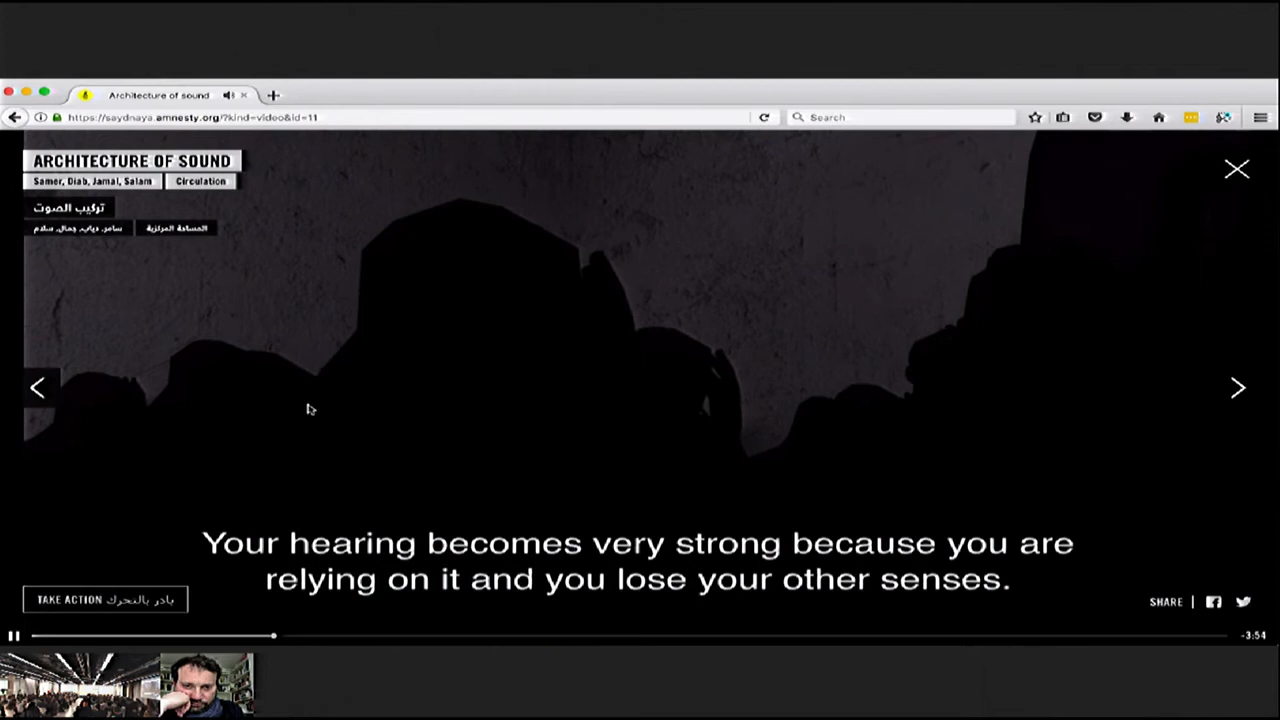 Architecture of sound
https://saydnaya.amnesty.org/?kind=video&id=11
Search
ARCHITECTURE OF SOUND
Samer, Diab, Jamal, Salam
Circulation
تركيب الصوت
سامر, دياب, جمال, سلام
المساحة المركزية
Your hearing becomes very strong because you are
relying on it and you lose your other senses.
TAKE ACTION بادر بالتحرك
SHARE
-3:54